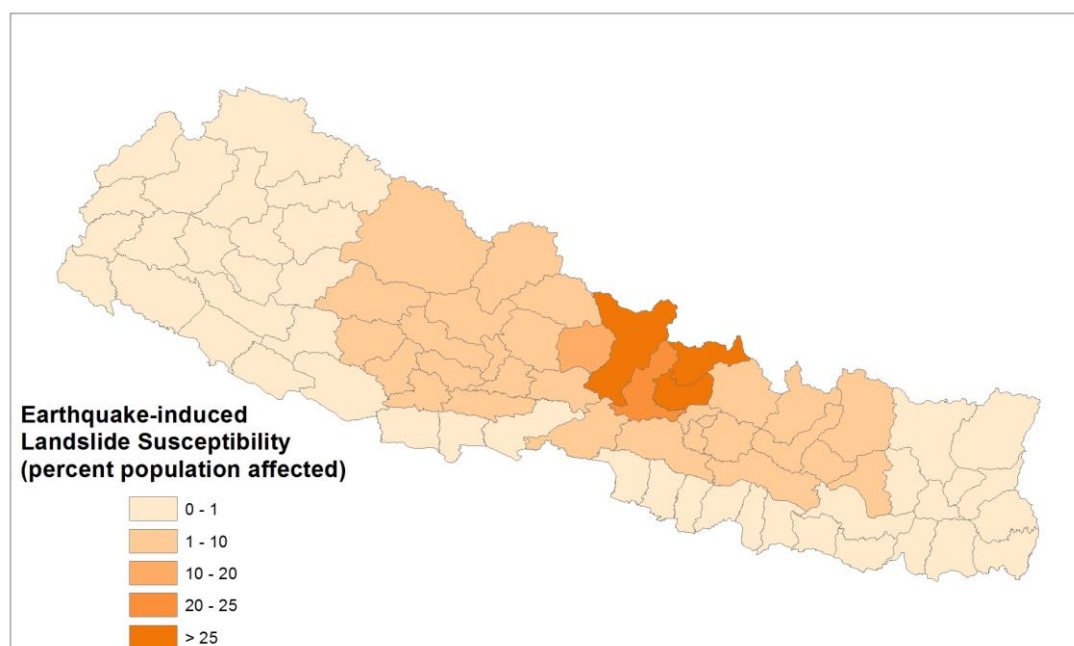 Earthquake-induced
Landslide Susceptibility
(percent population affected)
0 - 1
1 - 10
10 - 20
20 - 25
> 25